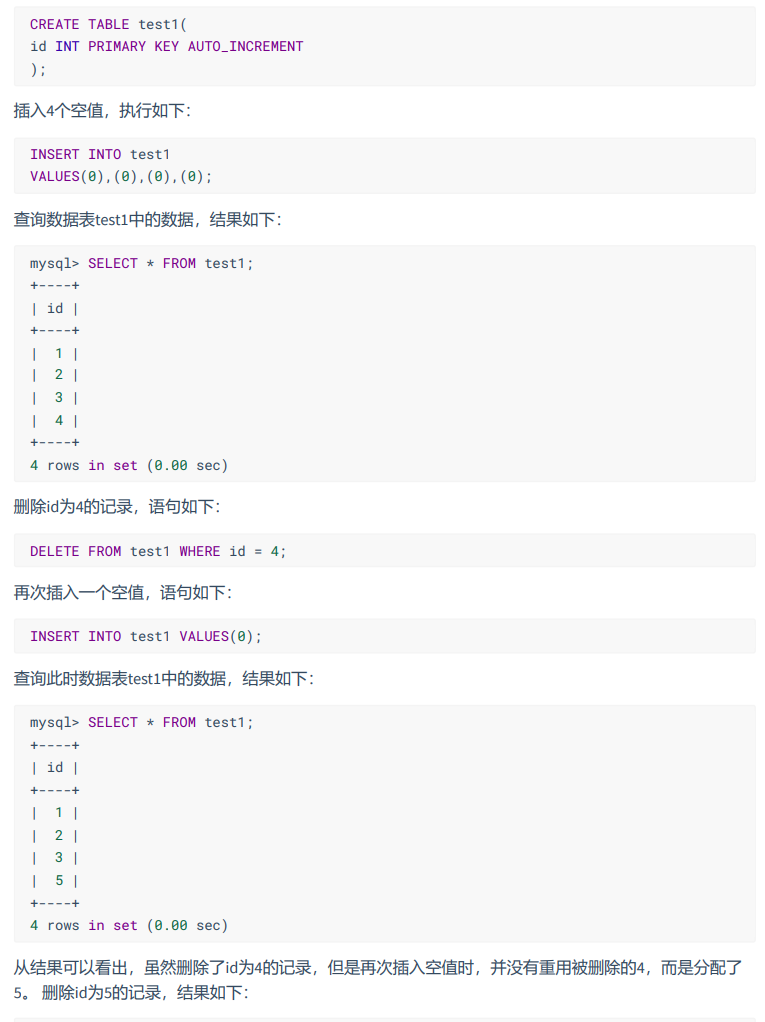 CREATE TABLE test1(
id INT PRIMARY KEY AUTO_INCREMENT
);
插入4个空值，执行如下：
INSERT INTO test1
VALUES(0),(0),(0),(0);
查询数据表test1中的数据，结果如下：
mysql> SELECT * FROM test1;
+----+
| id |
+----+
|  1 |
|  2 |
|  3 |
|  4 |
+----+
4 rows in set (0.00 sec)
删除id为4的记录，语句如下：
DELETE FROM test1 WHERE id = 4;
再次插入一个空值，语句如下：
INSERT INTO test1 VALUES(0);
查询此时数据表test1中的数据，结果如下：
mysql> SELECT * FROM test1;
+----+
| id |
+----+
|  1 |
|  2 |
|  3 |
|  5 |
+----+
4 rows in set (0.00 sec)
从结果可以看出，虽然删除了id为4的记录，但是再次插入空值时，并没有重用被删除的4，而是分配了
5。 删除id为5的记录，结果如下：